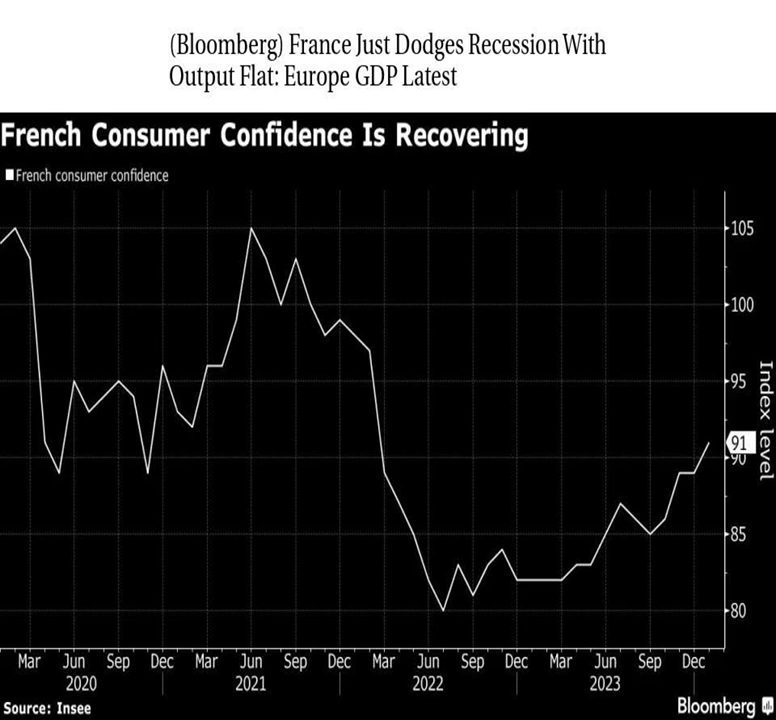 (Bloomberg) France Just Dodges Recession With
Output Flat: Europe GDP Latest
French Consumer Confidence Is Recovering
French consumer confidence
105
100
95
91
90
85
80
Index level
Mar Jun Sep Dec Mar Jun Sep Dec Mar Jun Sep Dec Mar Jun Sep Dec
2020 2021 2022 2023
Source: Insee
Bloomberg